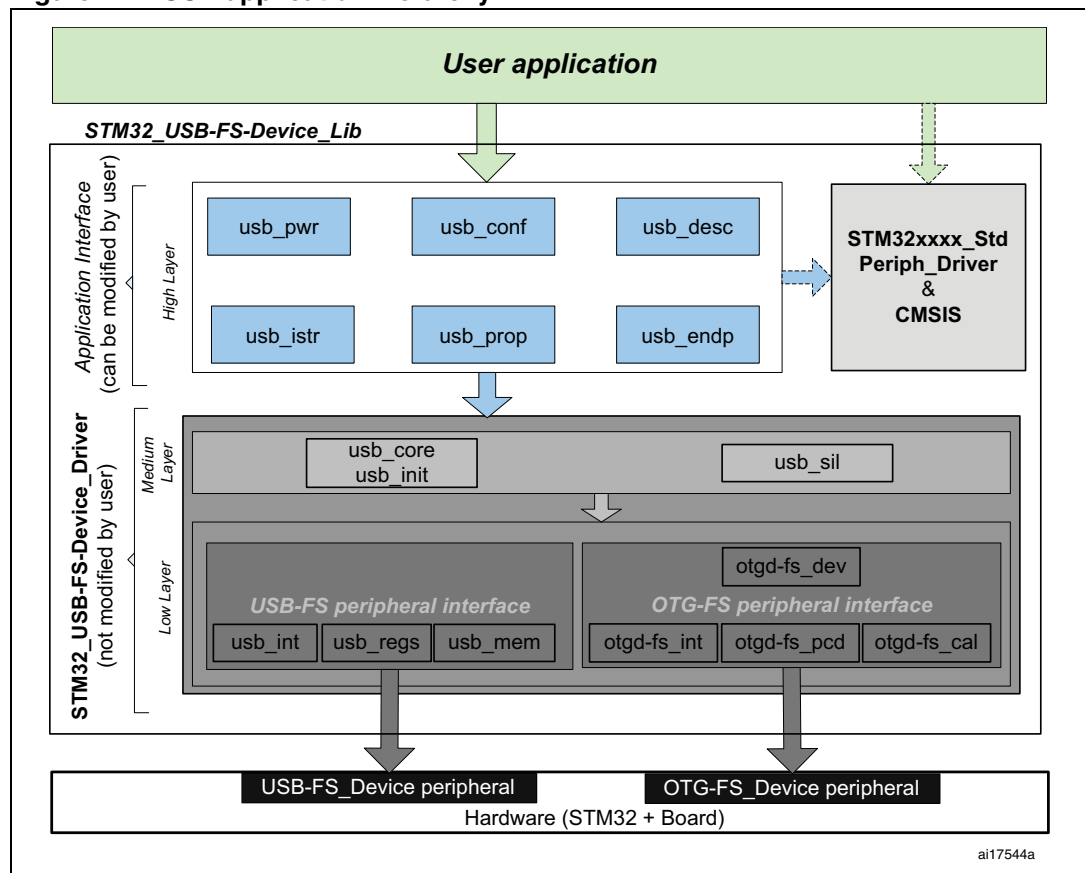 User application
STM32_USB-FS-Device_Lib
Application Interface
(can be modified by user)
High Layer
usb_pwr
usb_conf
usb_desc
usb_istr
usb_prop
usb_endp
STM32xxxx_Std
Periph_Driver
&
CMSIS
STM32_USB-FS-Device_Driver
(not modified by user)
Medium
Layer
usb_core
usb_init
usb_sil
Low Layer
USB-FS peripheral interface
usb_int
usb_regs
usb_mem
otgd-fs_dev
OTG-FS peripheral interface
otgd-fs_int
otgd-fs_pcd
otgd-fs_cal
USB-FS_Device peripheral
OTG-FS_Device peripheral
Hardware (STM32 + Board)
ai17544a